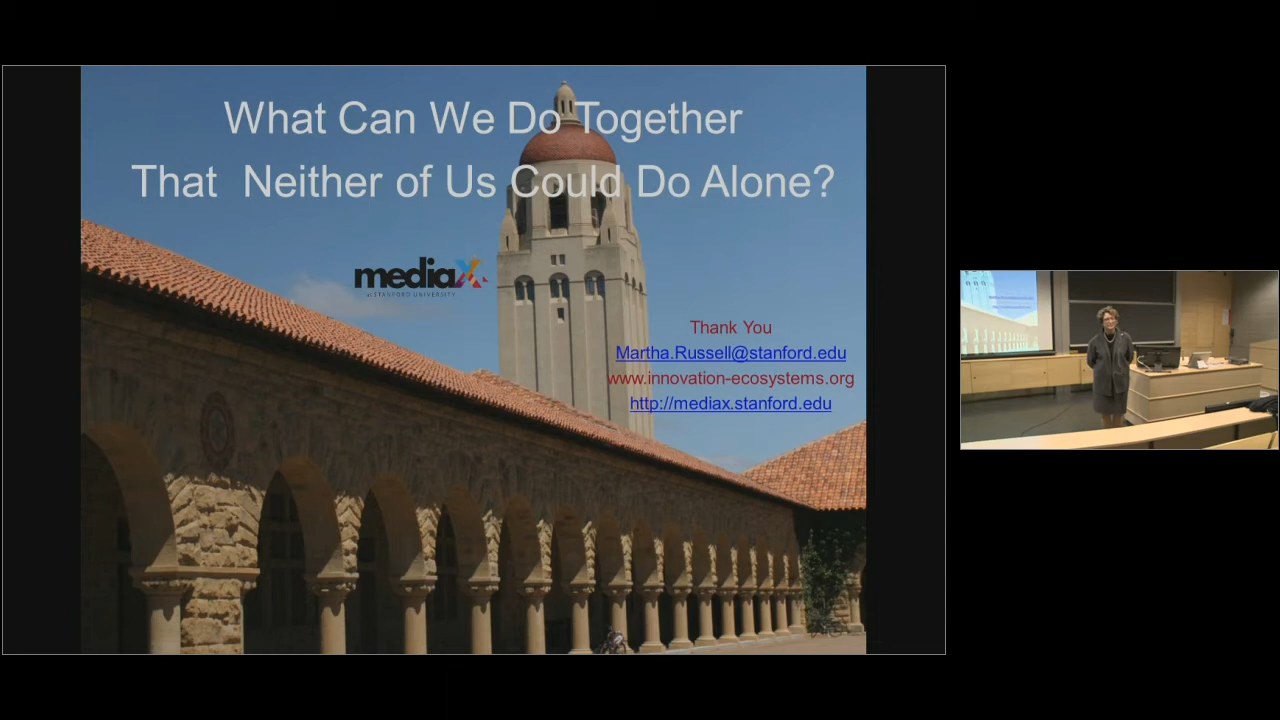 What Can We Do Together
That Neither of Us Could Do Alone?
mediaX
at STANFORD UNIVERSITY
Thank You
Martha.Russell@stanford.edu
www.innovation-ecosystems.org
http://mediax.stanford.edu